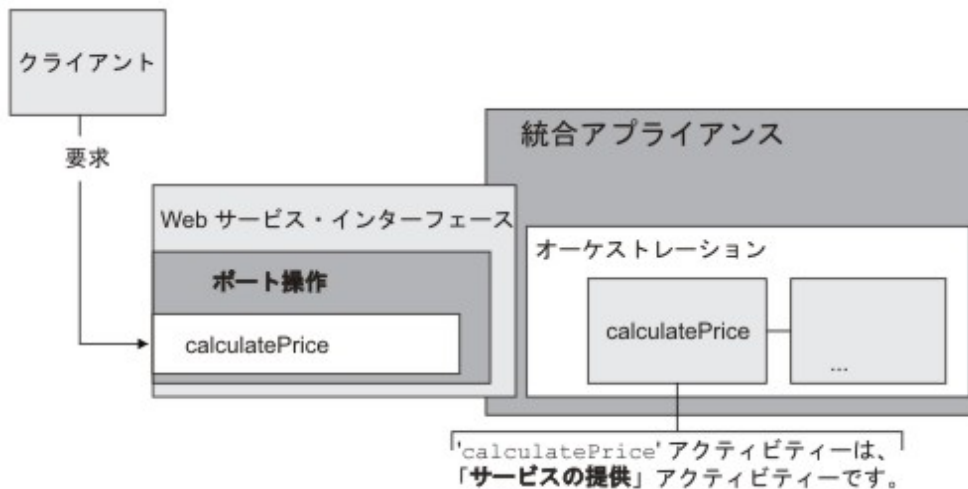 クライアント
要求
統合アプライアンス
Web サービス・インターフェース
オーケストレーション
ポート操作
calculatePrice
calculatePrice
...
'calculatePrice' アクティビティーは、
「サービスの提供」アクティビティーです。